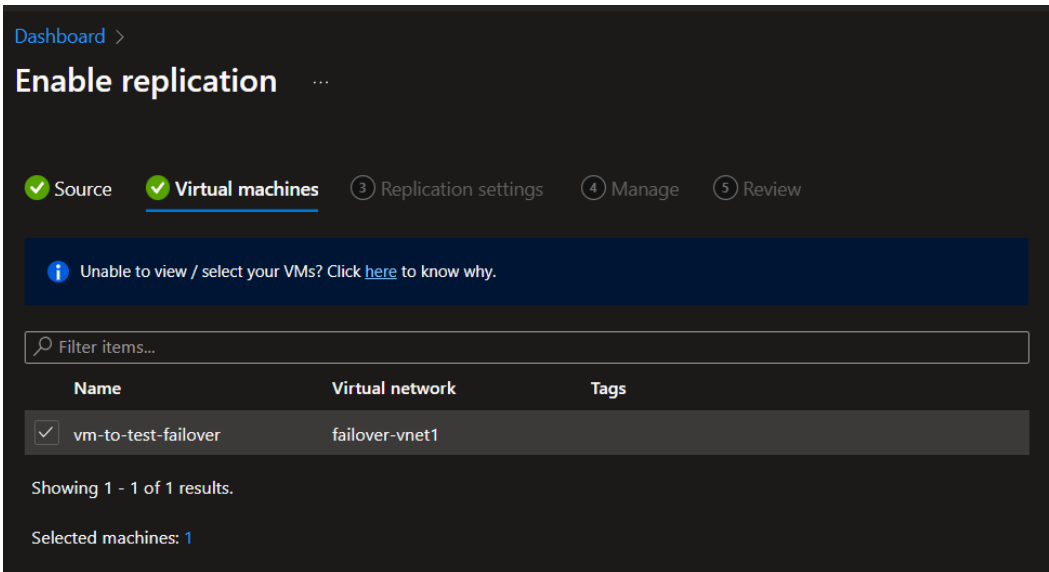 Dashboard >
Enable replication ...
Source Virtual machines 3 Replication settings 4 Manage 5 Review
Unable to view / select your VMs? Click here to know why.
Filter items...
Name Virtual network Tags
vm-to-test-failover failover-vnet1
Showing 1 - 1 of 1 results.
Selected machines: 1